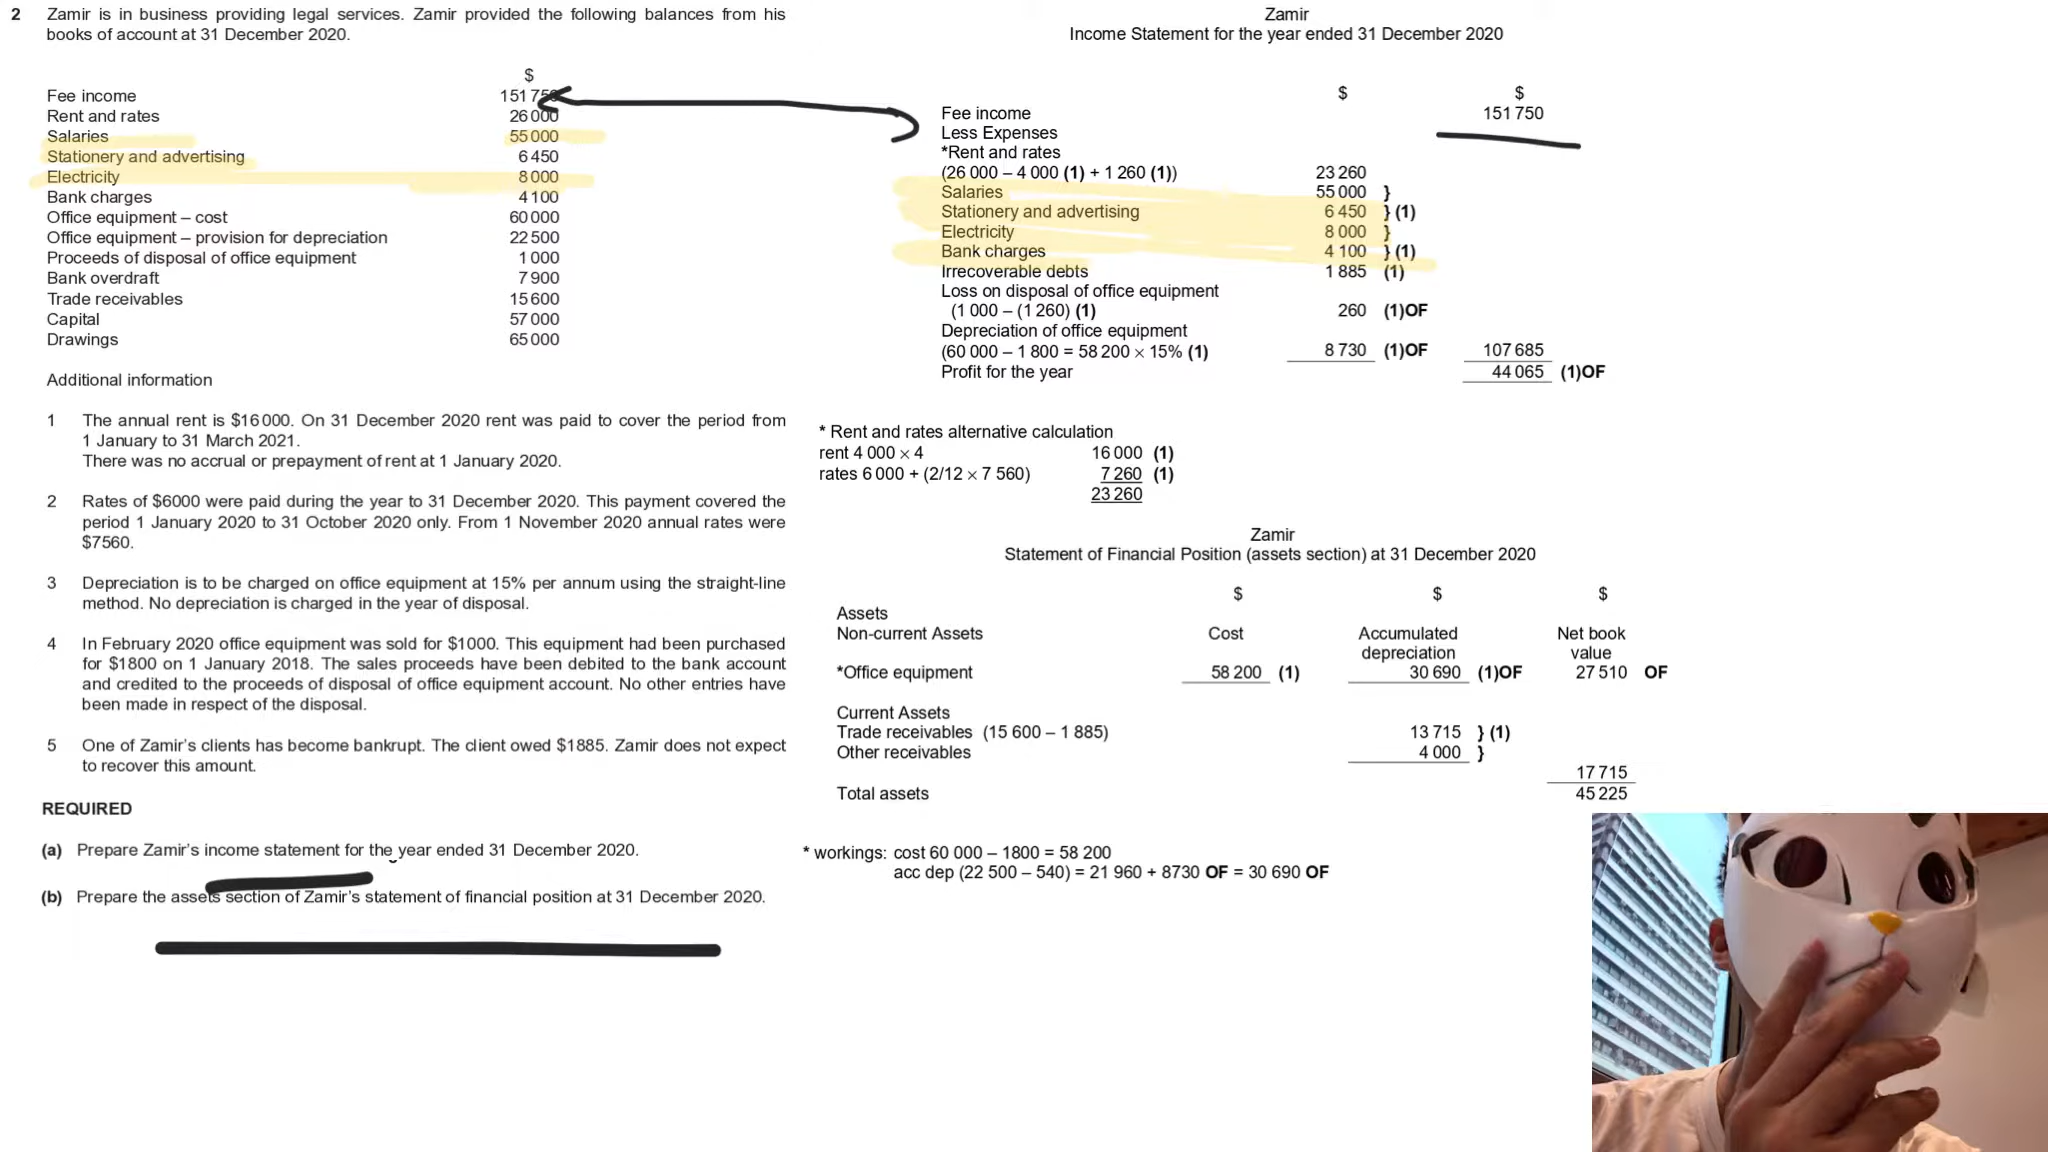 2 Zamir is in business providing legal services. Zamir provided the following balances from his
books of account at 31 December 2020.
$
Fee income 151 750
Rent and rates 26 000
Salaries 55 000
Stationery and advertising 6 450
Electricity 8 000
Bank charges 4 100
Office equipment – cost 60 000
Office equipment – provision for depreciation 22 500
Proceeds of disposal of office equipment 1 000
Bank overdraft 7 900
Trade receivables 15 600
Capital 57 000
Drawings 65 000
Additional information
1 The annual rent is $16 000. On 31 December 2020 rent was paid to cover the period from
1 January to 31 March 2021.
There was no accrual or prepayment of rent at 1 January 2020.
2 Rates of $6000 were paid during the year to 31 December 2020. This payment covered the
period 1 January 2020 to 31 October 2020 only. From 1 November 2020 annual rates were
$7560.
3 Depreciation is to be charged on office equipment at 15% per annum using the straight-line
method. No depreciation is charged in the year of disposal.
4 In February 2020 office equipment was sold for $1000. This equipment had been purchased
for $1800 on 1 January 2018. The sales proceeds have been debited to the bank account
and credited to the proceeds of disposal of office equipment account. No other entries have
been made in respect of the disposal.
5 One of Zamir's clients has become bankrupt. The client owed $1885. Zamir does not expect
to recover this amount.
REQUIRED
(a) Prepare Zamir's income statement for the year ended 31 December 2020.
(b) Prepare the assets section of Zamir's statement of financial position at 31 December 2020.
Zamir
Income Statement for the year ended 31 December 2020
$ $
Fee income 151 750
Less Expenses
*Rent and rates
(26 000 – 4 000 (1) + 1 260 (1)) 23 260
Salaries 55 000 }
Stationery and advertising 6 450 } (1)
Electricity 8 000 }
Bank charges 4 100 } (1)
Irrecoverable debts 1 885 (1)
Loss on disposal of office equipment
(1 000 – (1 260) (1) 260 (1)OF
Depreciation of office equipment
(60 000 – 1 800 = 58 200 × 15% (1) 8 730 (1)OF 107 685
Profit for the year 44 065 (1)OF
* Rent and rates alternative calculation
rent 4 000 × 4 16 000 (1)
rates 6 000 + (2/12 × 7 560) 7 260 (1)
23 260
Zamir
Statement of Financial Position (assets section) at 31 December 2020
$ $ $
Assets
Non-current Assets Cost Accumulated Net book
depreciation value
*Office equipment 58 200 (1) 30 690 (1)OF 27 510 OF
Current Assets
Trade receivables (15 600 – 1 885) 13 715 } (1)
Other receivables 4 000 }
17 715
Total assets 45 225
* workings: cost 60 000 – 1800 = 58 200
acc dep (22 500 – 540) = 21 960 + 8730 OF = 30 690 OF